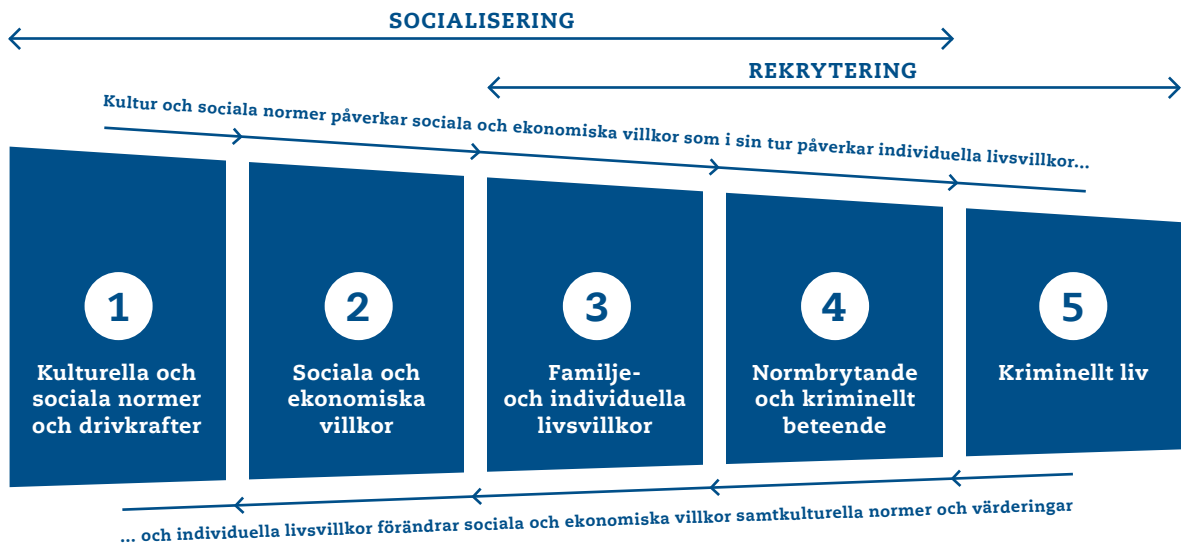 SOCIALISERING
REKRYTERING
Kultur och sociala normer påverkar sociala och ekonomiska villkor som i sin tur påverkar individuella livsvillkor...
1
Kulturella och
sociala normer
och drivkrafter
2
Sociala och
ekonomiska
villkor
3
Familje-
och individuella
livsvillkor
4
Normbrytande
och kriminellt
beteende
5
Kriminellt liv
... och individuella livsvillkor förändrar sociala och ekonomiska villkor samtkulturella normer och värderingar